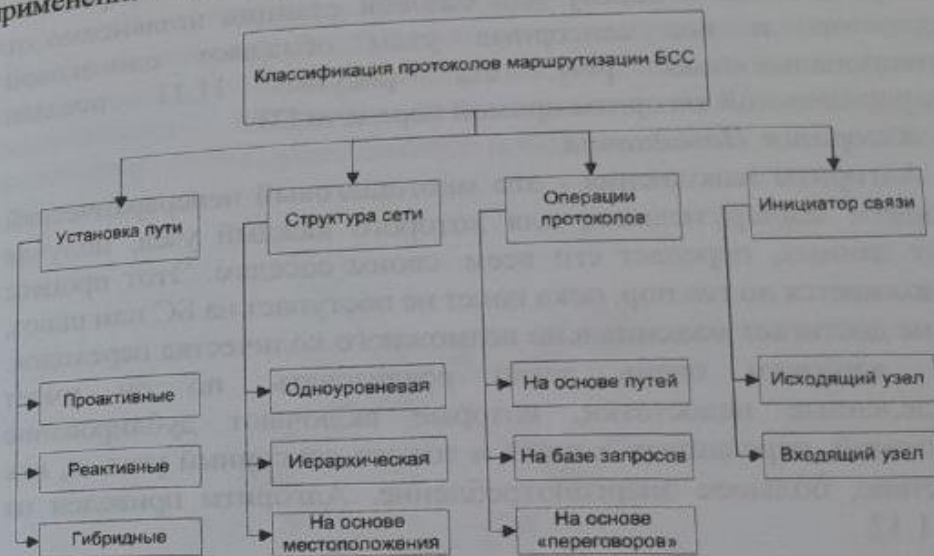 Классификация протоколов маршрутизации БСС
Установка пути
Структура сети
Операции
протоколов
Инициатор связи
Проактивные
Реактивные
Гибридные
Одноуровневая
Иерархическая
На основе
местоположения
На основе путей
На базе запросов
На основе
«переговоров»
Исходящий узел
Входящий узел